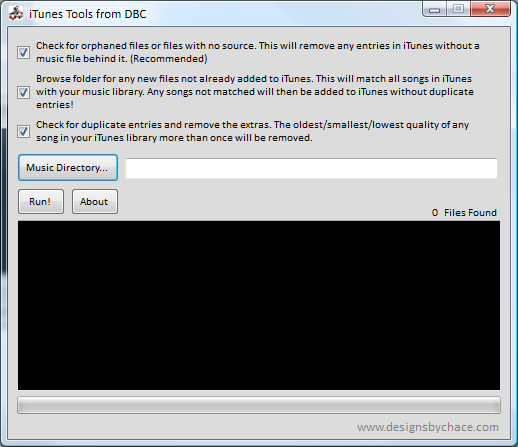 iTunes Tools from DBC
Check for orphaned files or files with no source. This will remove any entries in iTunes without a
music file behind it. (Recommended)
Browse folder for any new files not already added to iTunes. This will match all songs in iTunes
with your music library. Any songs not matched will then be added to iTunes without duplicate
entries!
Check for duplicate entries and remove the extras. The oldest/smallest/lowest quality of any
song in your iTunes library more than once will be removed.
Music Directory...
Run! About
0 Files Found
www.designsbychace.com